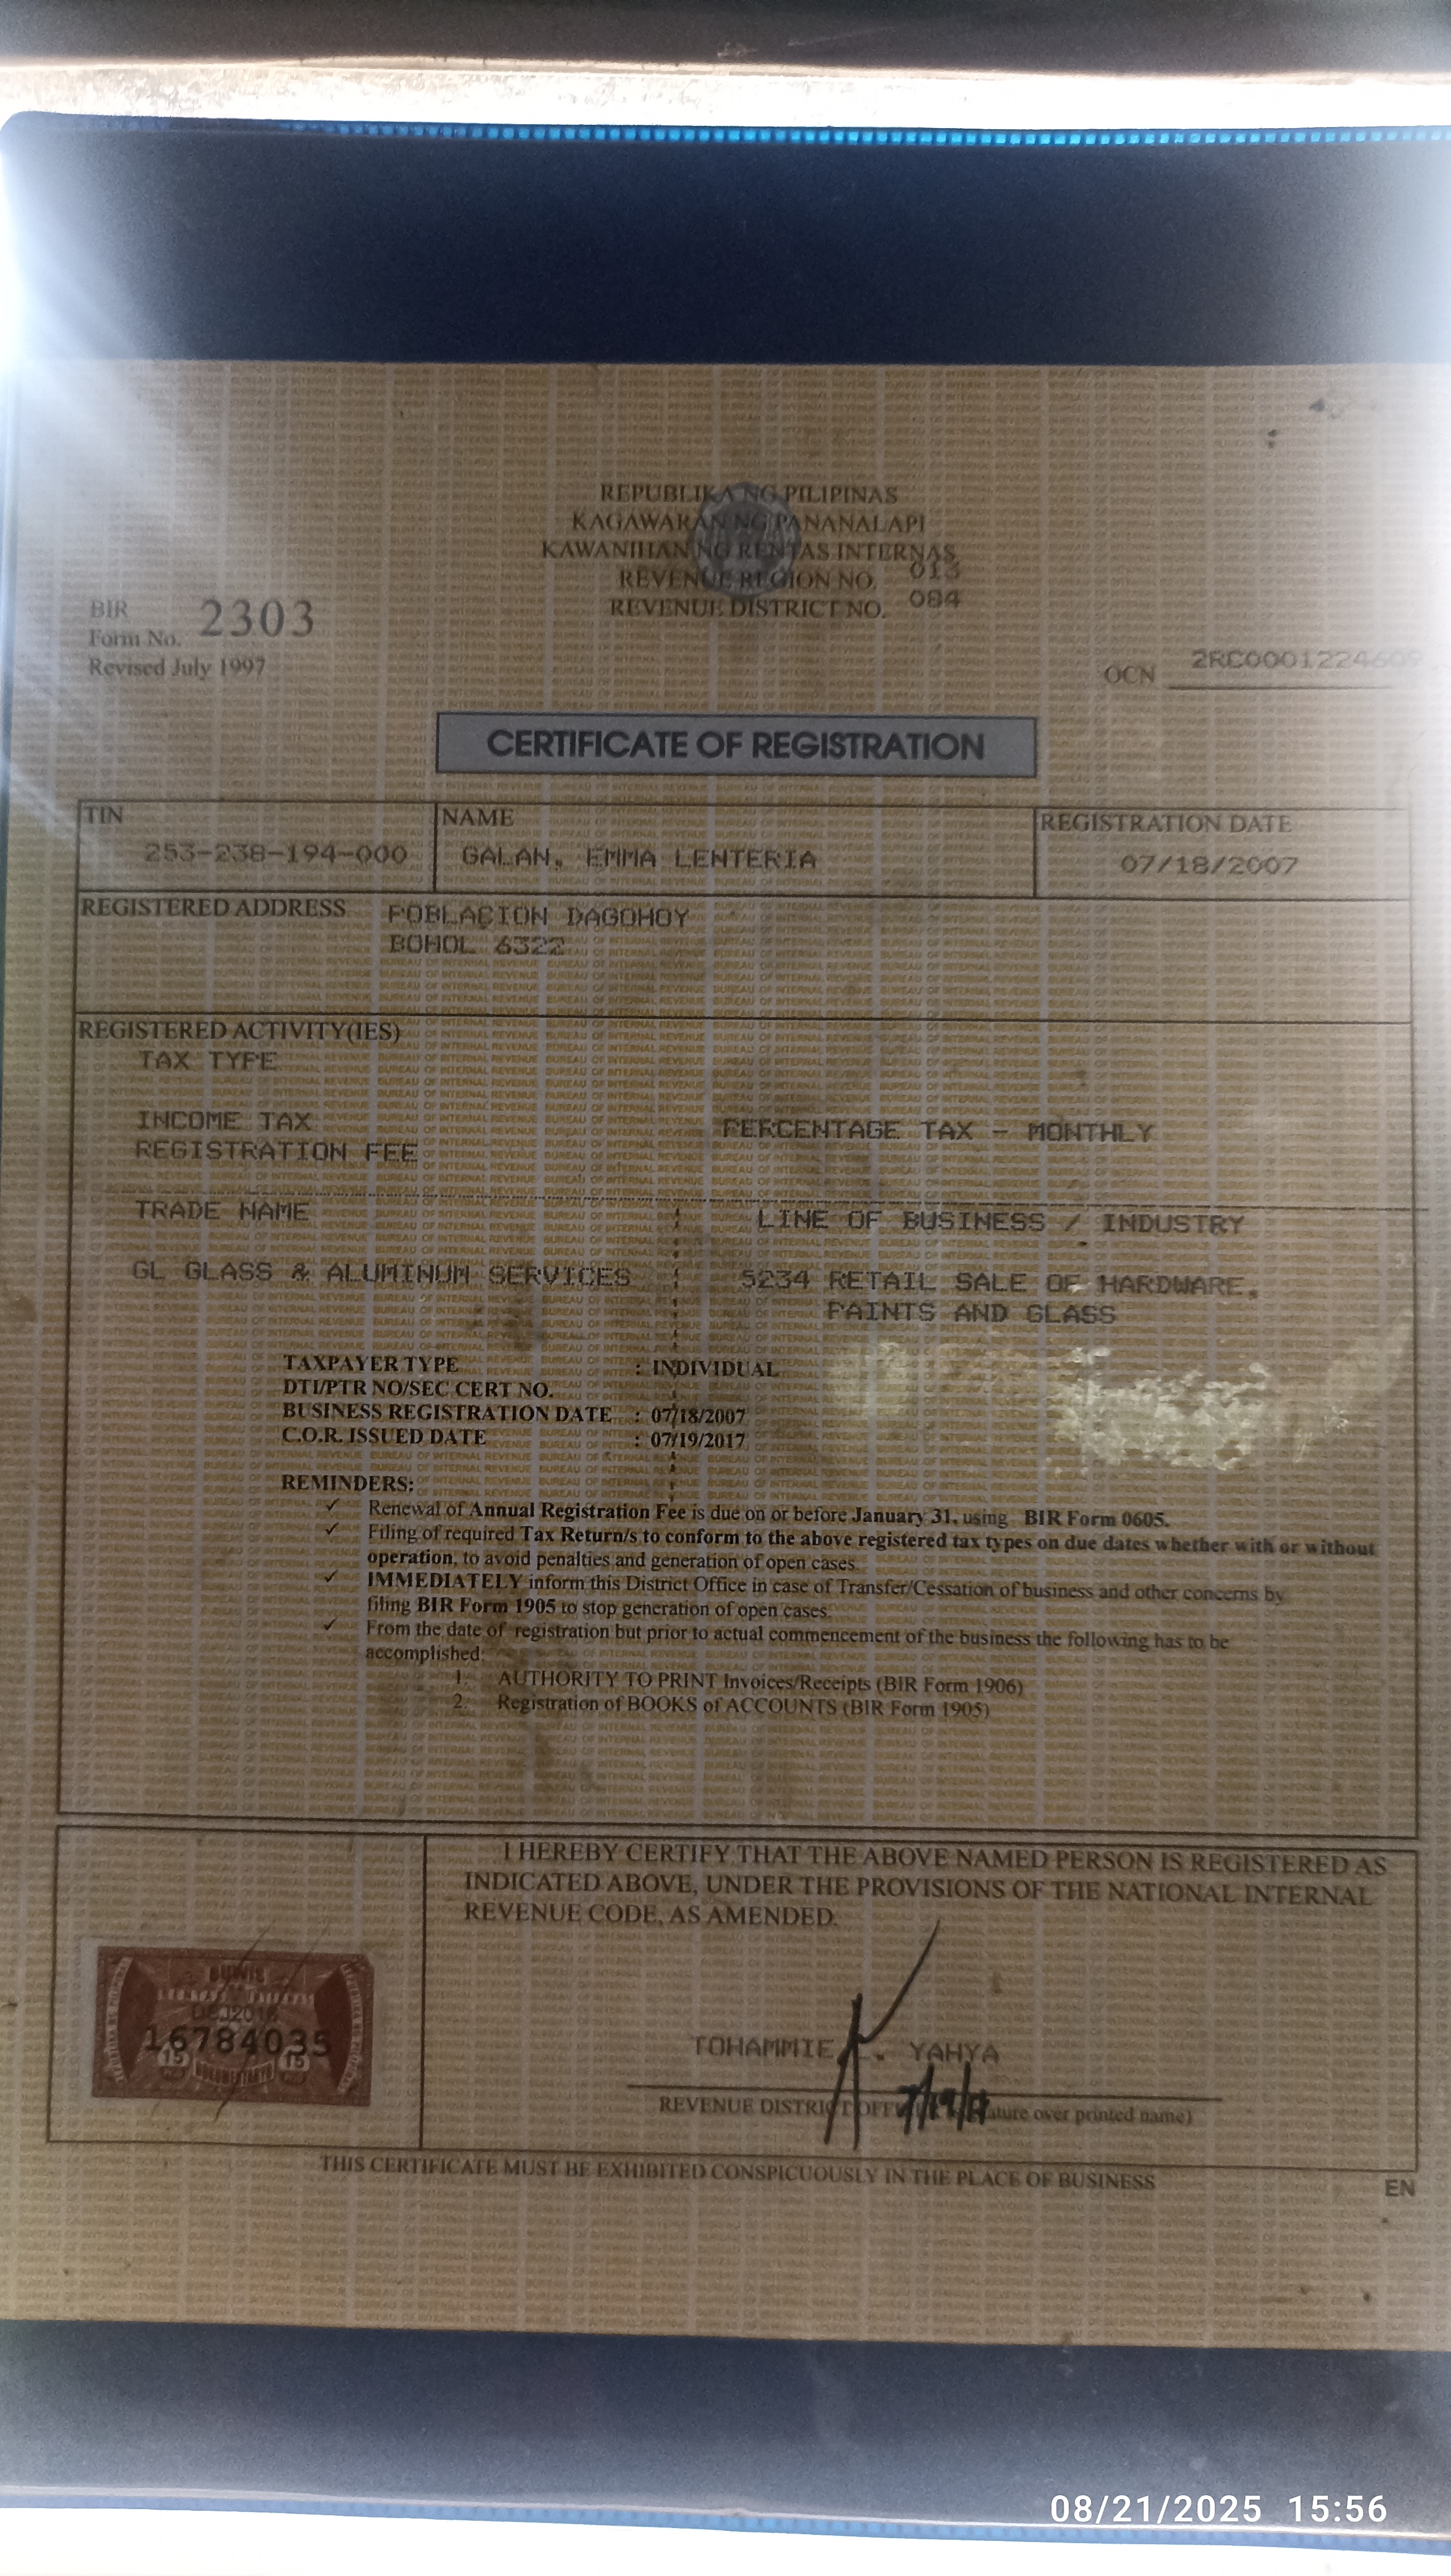 REPUBLIKA NG PILIPINAS
KAGAWARAN NG PANANALAPI
KAWANIHAN NG RENTAS INTERNAS
REVENUE REGION NO. 013
REVENUE DISTRICT NO. 084
BIR
Form No. 2303
Revised July 1997
OCN 2RC0001224609
CERTIFICATE OF REGISTRATION
TIN NAME REGISTRATION DATE
253-238-194-000 GALAN, EMMA LENTERIA 07/18/2007
REGISTERED ADDRESS POBLACION DAGOHOY
BOHOL 6322
REGISTERED ACTIVITY(IES)
TAX TYPE
INCOME TAX PERCENTAGE TAX - MONTHLY
REGISTRATION FEE
TRADE NAME LINE OF BUSINESS / INDUSTRY
GL GLASS & ALUMINUM SERVICES 5234 RETAIL SALE OF HARDWARE,
PAINTS AND GLASS
TAXPAYER TYPE : INDIVIDUAL
DTI/PTR NO/SEC CERT NO.
BUSINESS REGISTRATION DATE : 07/18/2007
C.O.R. ISSUED DATE : 07/19/2017
REMINDERS:
✓ Renewal of Annual Registration Fee is due on or before January 31, using BIR Form 0605.
✓ Filing of required Tax Return/s to conform to the above registered tax types on due dates whether with or without
operation, to avoid penalties and generation of open cases.
✓ IMMEDIATELY inform this District Office in case of Transfer/Cessation of business and other concerns by
filing BIR Form 1905 to stop generation of open cases.
✓ From the date of registration but prior to actual commencement of the business the following has to be
accomplished:
1. AUTHORITY TO PRINT Invoices/Receipts (BIR Form 1906)
2. Registration of BOOKS of ACCOUNTS (BIR Form 1905)
I HEREBY CERTIFY THAT THE ABOVE NAMED PERSON IS REGISTERED AS
INDICATED ABOVE, UNDER THE PROVISIONS OF THE NATIONAL INTERNAL
REVENUE CODE, AS AMENDED.
16784035
15 15
DOKUMENTARYO
TOHAMMIE L. YAHYA
7/19/17
REVENUE DISTRICT over printed name)
THIS CERTIFICATE MUST BE EXHIBITED CONSPICUOUSLY IN THE PLACE OF BUSINESS
EN
08/21/2025 15:56